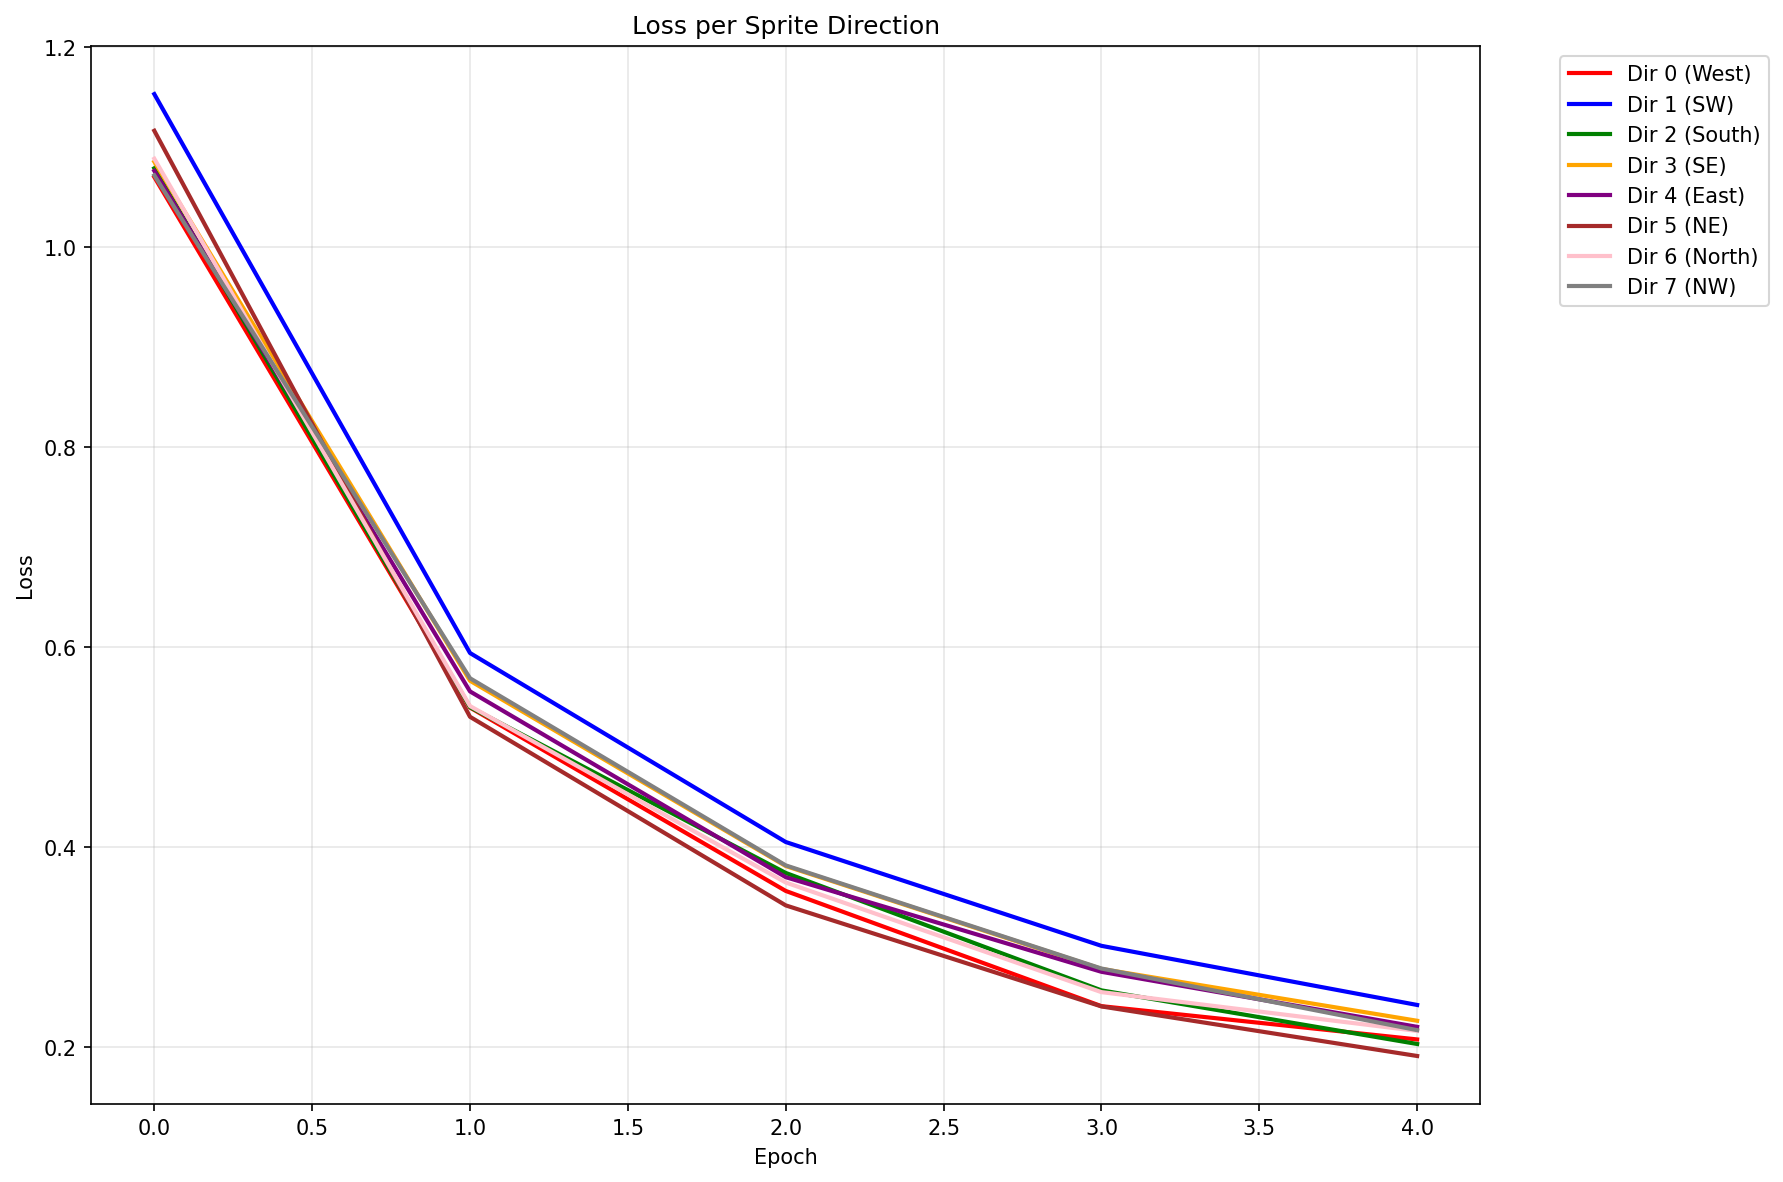 Loss per Sprite Direction
1.2
1.0
0.8
0.6
0.4
0.2
Loss
0.0 0.5 1.0 1.5 2.0 2.5 3.0 3.5 4.0
Epoch
Dir 0 (West)
Dir 1 (SW)
Dir 2 (South)
Dir 3 (SE)
Dir 4 (East)
Dir 5 (NE)
Dir 6 (North)
Dir 7 (NW)